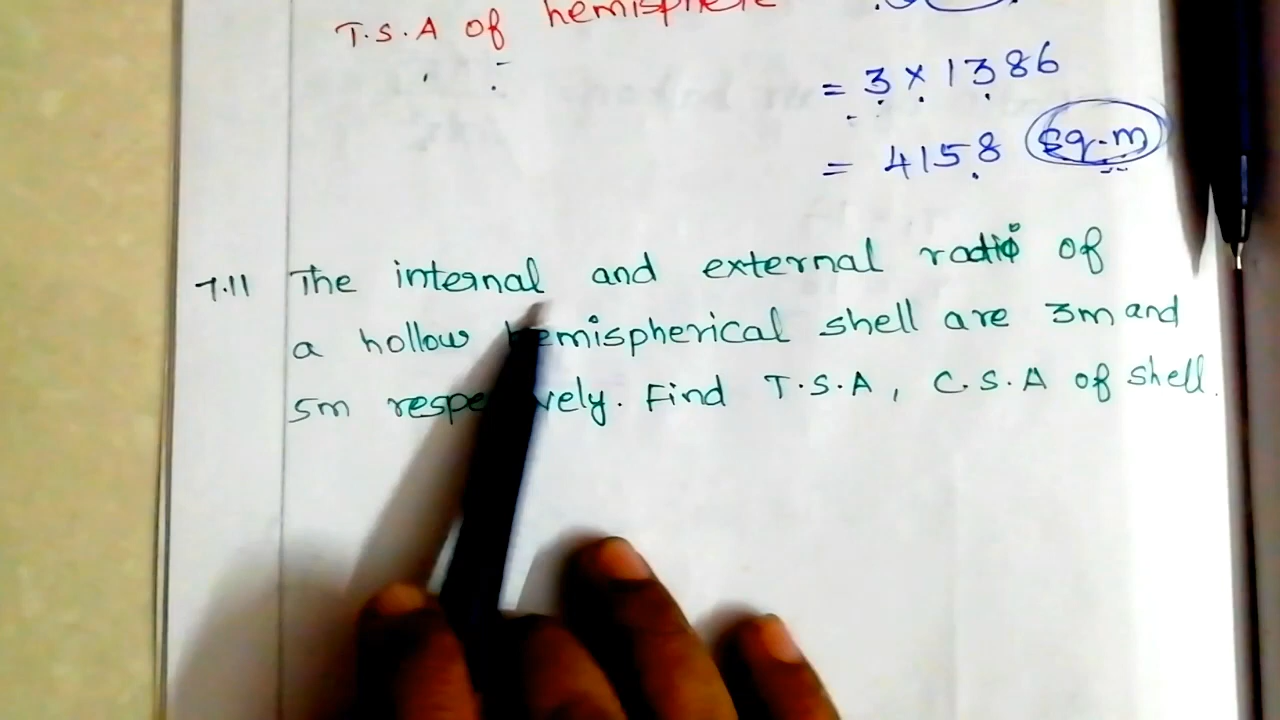 T.S.A of hemisphere
= 3 × 1386
= 4158 sq.m
7.11 The internal and external radii of
a hollow hemispherical shell are 3m and
5m respectively. Find T.S.A, C.S.A of shell.